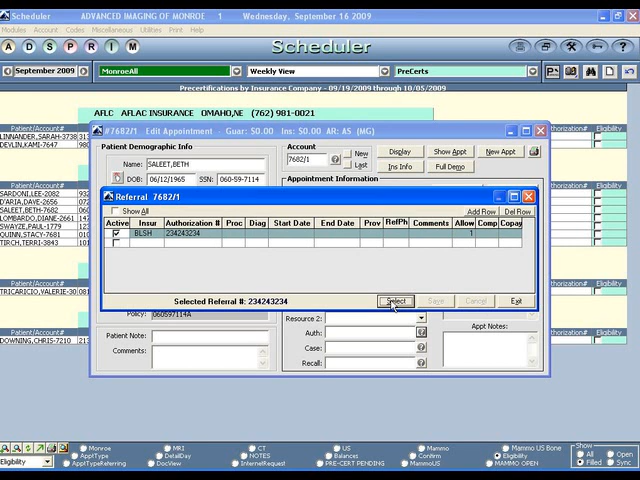 Scheduler ADVANCED IMAGING OF MONROE 1 Wednesday, September 16 2009
Modules Account Codes Miscellaneous Utilities Print Help
A D S P R I M Scheduler
September 2009 MonroeAll Weekly View PreCerts
Precertifications by Insurance Company - 09/19/2009 through 10/05/2009
AFLC AFLAC INSURANCE OMAHO,NE (762) 981-0021
Patient/Account#
LINNANDER, SARAH-3738
DEVLIN,KAMI-7647
#7682/1 Edit Appointment - Guar: $0.00 Ins: $0.00 AR: AS (MG)
Patient Demographic Info
Name: SALEET,BETH
DOB: 06/12/1965 SSN: 060-59-7114
Account
7682/1
New
Last
Display Show Appt New Appt
Ins Info Full Demo
Appointment Information
uthorization# Eligibility
Patient/Account#
SARDONI,LEE-2082
D'ARIA,DAVE-2656
SALEET,BETH-7682
LOMBARDO,DIANE-2661
SWAYZE,PAUL-1779
QUINN,STACY-7681
TIRCH,TERRI-3843
Referral 7682/1
Show All Add Row Del Row
Active Insu Authorization # Proc Diag Start Date End Date Prov RefPh Comments Allow Comp Copay
BLSH 234243234 1
Selected Referral #: 234243234 Select Save Cancel Exit
Patient/Account#
TRICARICIO,VALERIE-30
Policy: 060597114A
Resource 2:
Patient Note:
Comments:
Auth:
Case:
Recall:
Appt Notes:
Patient/Account#
DOWNING,CHRIS-7210
Eligibility
Monroe MRI CT US Mammo Mammo US Bone
ApptType DetailDay NOTES Balances Confirm Eligibility
ApptTypeReferring DocView InternetRequest PRE-CERT PENDING MammoUS MAMMO OPEN
Show
All Open
Filled Sync